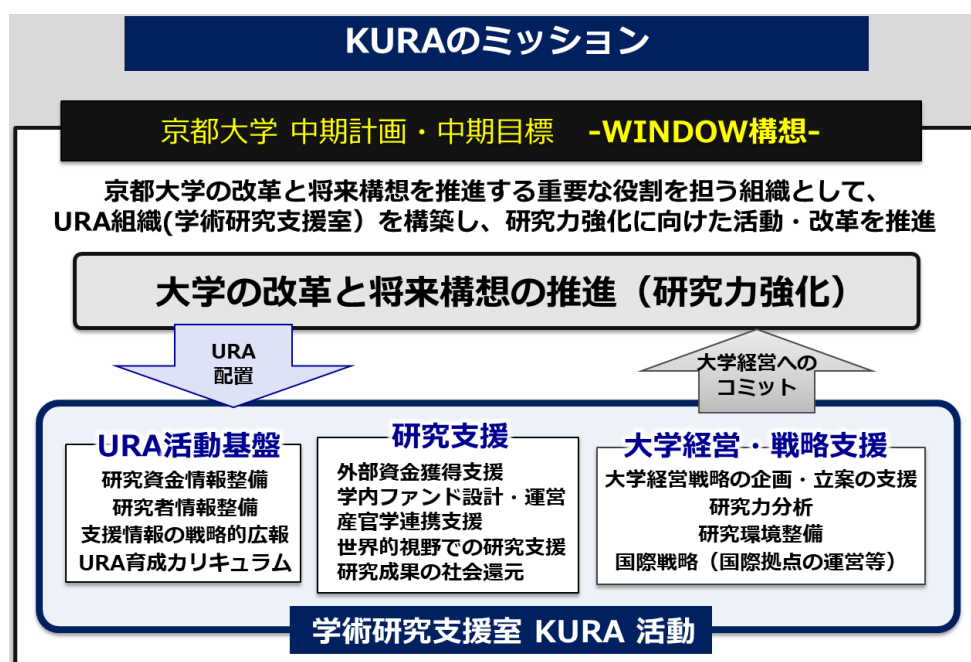 KURAのミッション
京都大学 中期計画・中期目標 -WINDOW構想-
京都大学の改革と将来構想を推進する重要な役割を担う組織として、
URA組織(学術研究支援室）を構築し、研究力強化に向けた活動・改革を推進
大学の改革と将来構想の推進（研究力強化）
URA
配置
大学経営への
コミット
URA活動基盤
研究資金情報整備
研究者情報整備
支援情報の戦略的広報
URA育成カリキュラム
研究支援
外部資金獲得支援
学内ファンド設計・運営
産官学連携支援
世界的視野での研究支援
研究成果の社会還元
大学経営・戦略支援
大学経営戦略の企画・立案の支援
研究力分析
研究環境整備
国際戦略（国際拠点の運営等）
学術研究支援室 KURA 活動